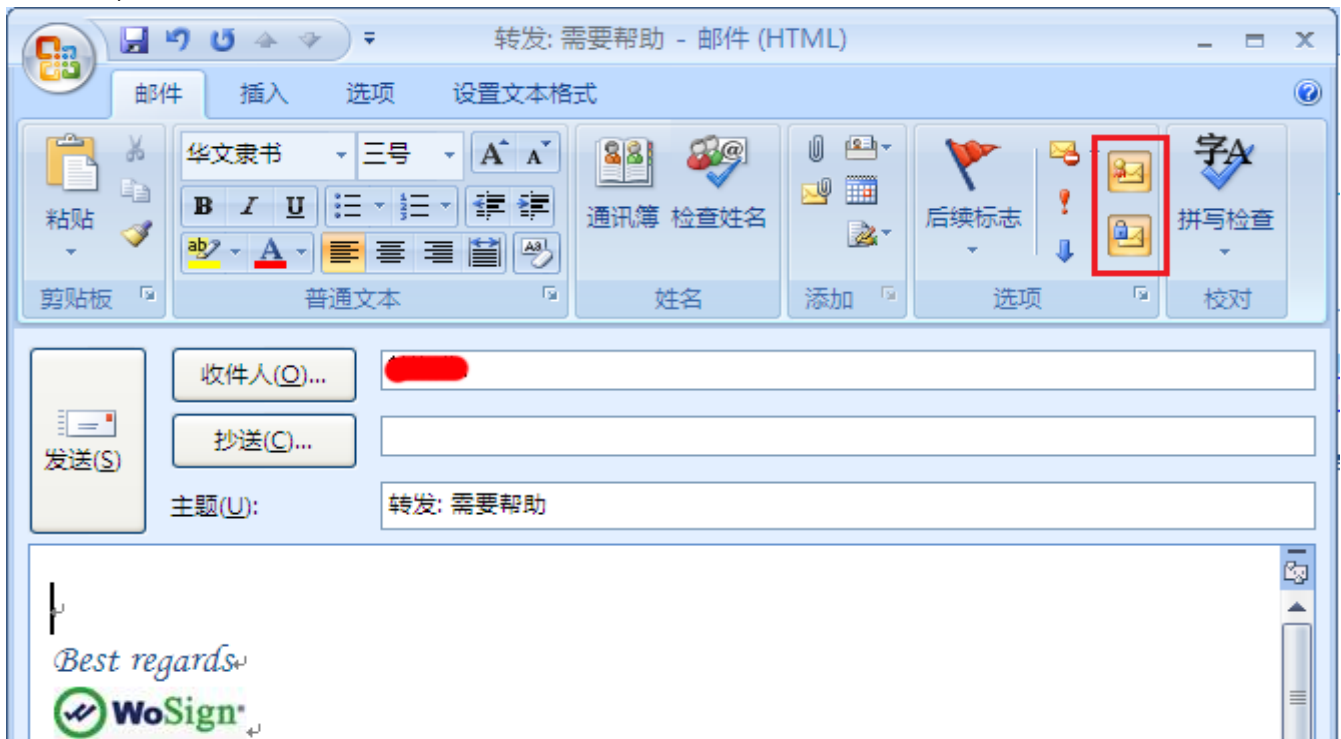 转发: 需要帮助 - 邮件 (HTML)
邮件 插入 选项 设置文本格式
华文隶书 三号
粘贴
通讯簿 检查姓名
后续标志
拼写检查
剪贴板 普通文本 姓名 添加 选项 校对
收件人(O)...
抄送(C)...
发送(S)
主题(U): 转发: 需要帮助
Best regards
WoSign